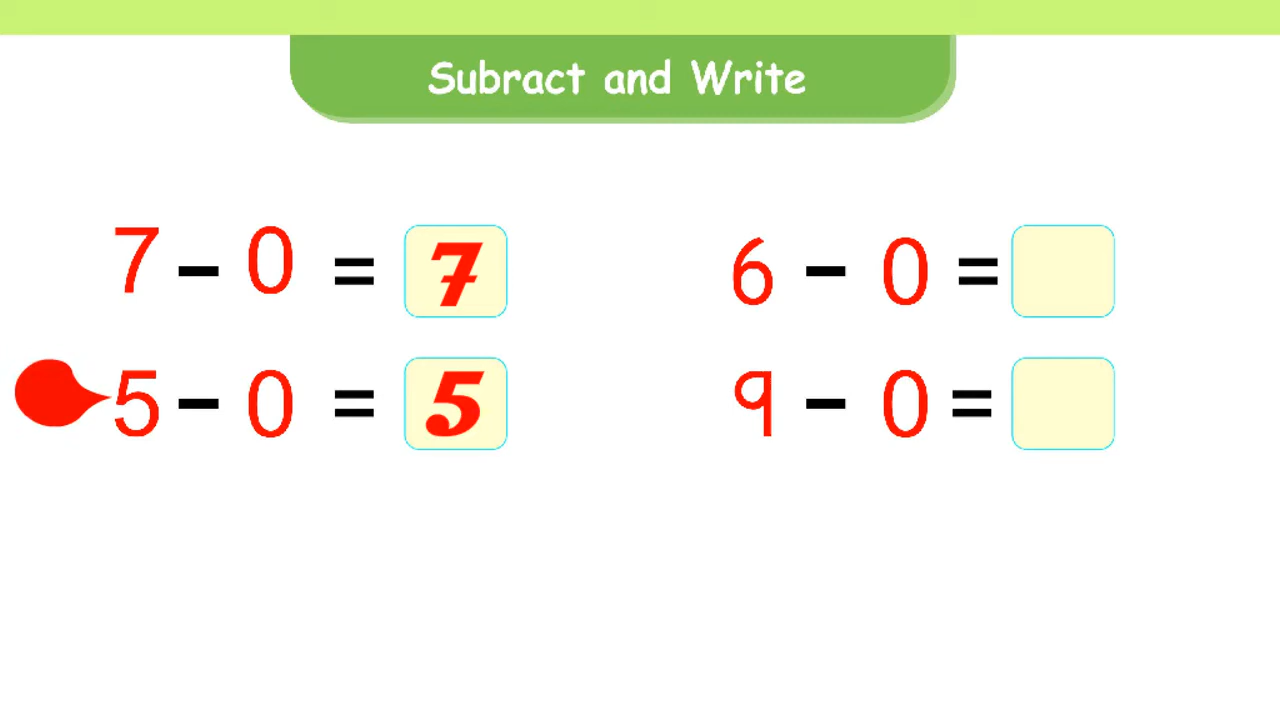 Subract and Write
7 - 0 = 7
6 - 0 =
5 - 0 = 5
9 - 0 =